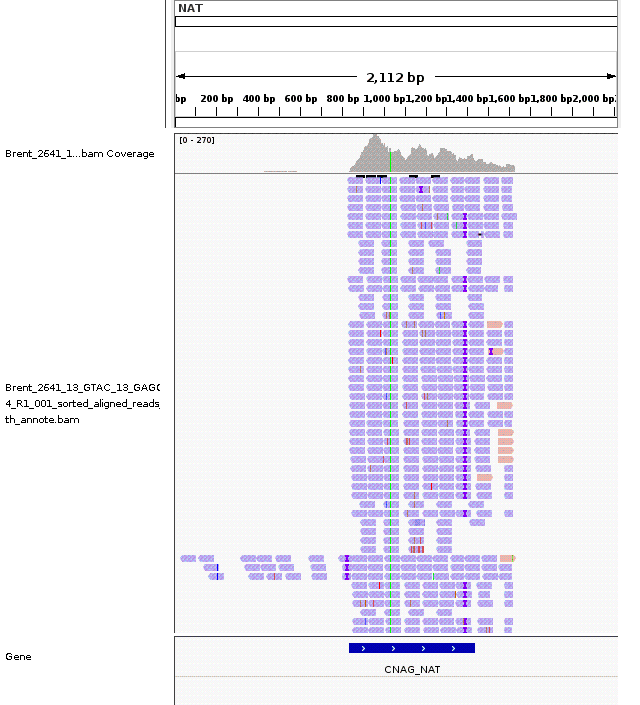 NAT
2,112 bp
bp 200 bp 400 bp 600 bp 800 bp 1,000 bp 1,200 bp 1,400 bp 1,600 bp 1,800 bp 2,000 bp
[0 - 270]
Brent_2641_1...bam Coverage
Brent_2641_18_GTAC_18_GAGC
4_R1_001_sorted_aligned_reads_
th_annote.bam
Gene
CNAG_NAT